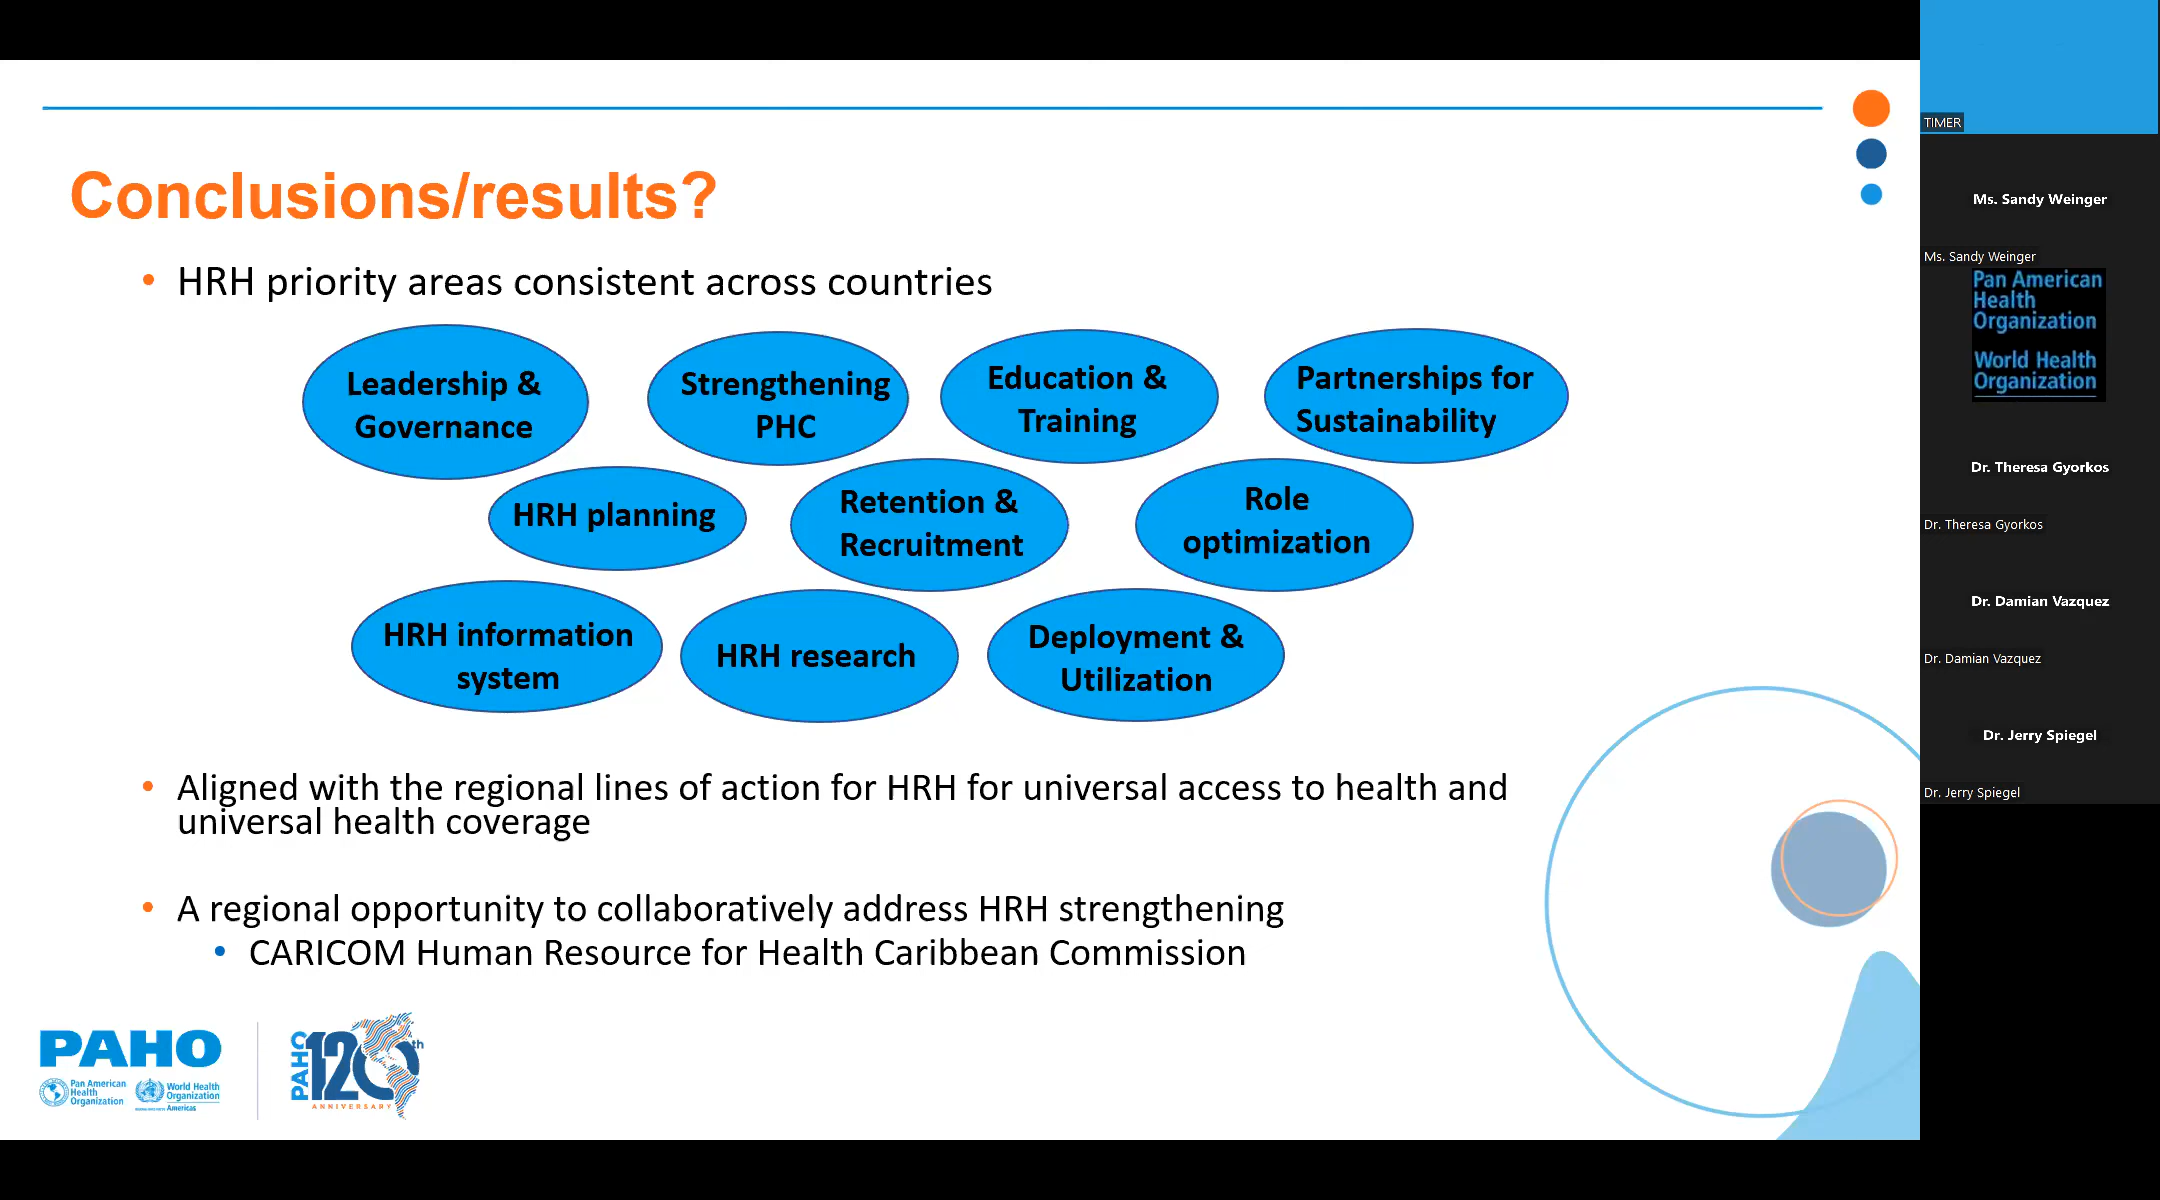 Conclusions/results?
• HRH priority areas consistent across countries
Leadership &
Governance
Strengthening
PHC
Education &
Training
Partnerships for
Sustainability
HRH planning
Retention &
Recruitment
Role
optimization
HRH information
system
HRH research
Deployment &
Utilization
• Aligned with the regional lines of action for HRH for universal access to health and
universal health coverage
• A regional opportunity to collaboratively address HRH strengthening
• CARICOM Human Resource for Health Caribbean Commission
PAHO
Pan American
Health
Organization
World Health
Organization
Americas
PAHO
120th
ANNIVERSARY
TIMER
Ms. Sandy Weinger
Ms. Sandy Weinger
Pan American
Health
Organization
World Health
Organization
Dr. Theresa Gyorkos
Dr. Theresa Gyorkos
Dr. Damian Vazquez
Dr. Damian Vazquez
Dr. Jerry Spiegel
Dr. Jerry Spiegel